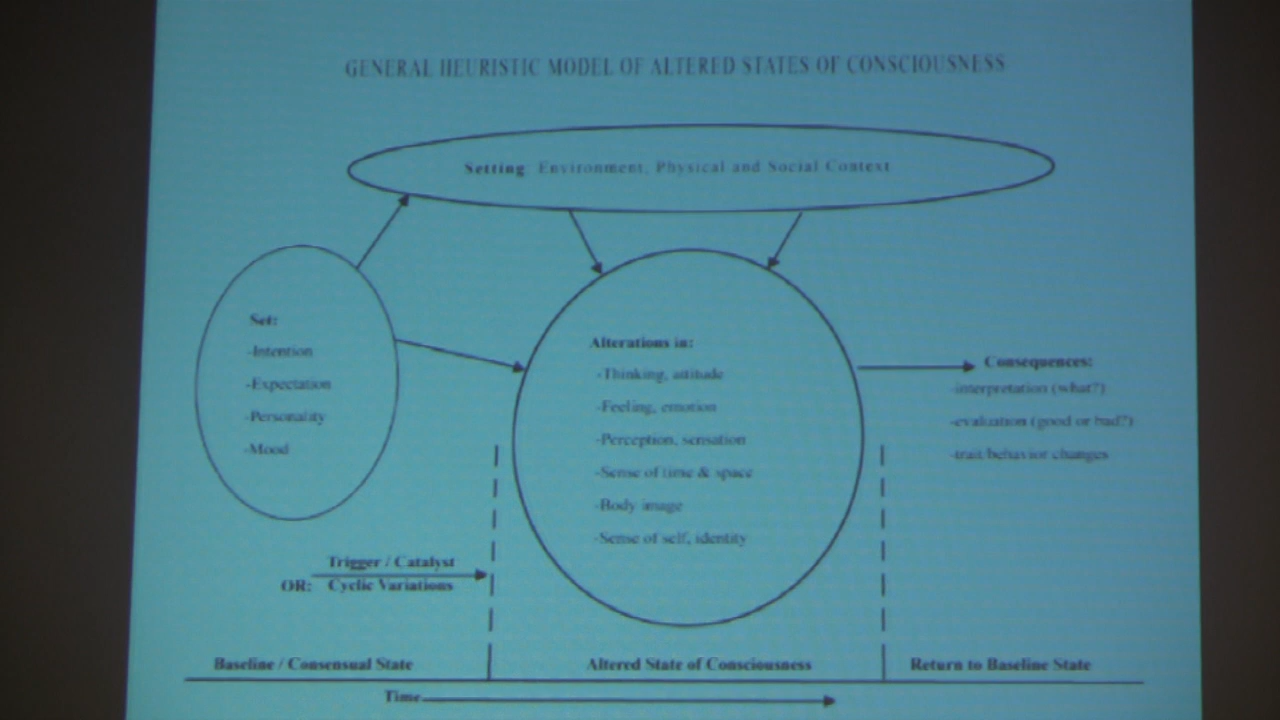 GENERAL HEURISTIC MODEL OF ALTERED STATES OF CONSCIOUSNESS
Setting: Environment, Physical and Social Context
Set:
-Intention
-Expectation
-Personality
-Mood
Alterations in:
-Thinking, attitude
-Feeling, emotion
-Perception, sensation
-Sense of time & space
-Body image
-Sense of self, identity
Consequences:
-interpretation (what?)
-evaluation (good or bad?)
-trait/behavior changes
Trigger / Catalyst
OR: Cyclic Variations
Baseline / Consensual State
Altered State of Consciousness
Return to Baseline State
Time